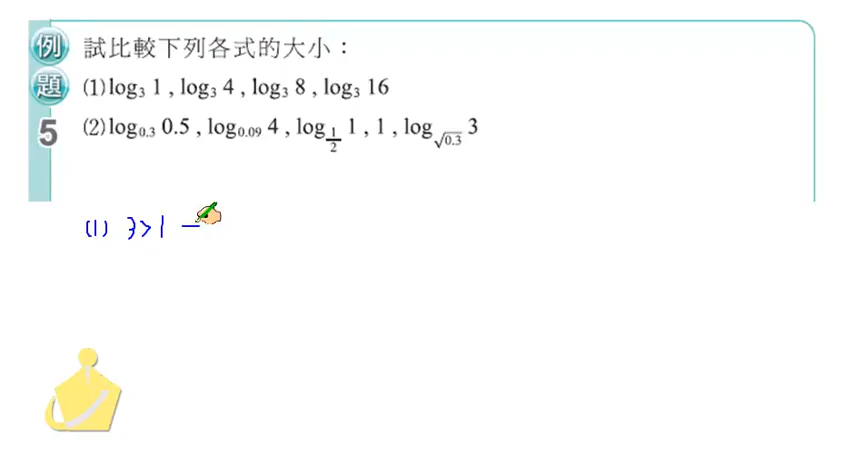 例題5
試比較下列各式的大小：
(1) log₃ 1 , log₃ 4 , log₃ 8 , log₃ 16
(2) log₀.₃ 0.5 , log₀.₀₉ 4 , log_{1/2} 1 , 1 , log_{√0.3} 3
(1) 3>1 −